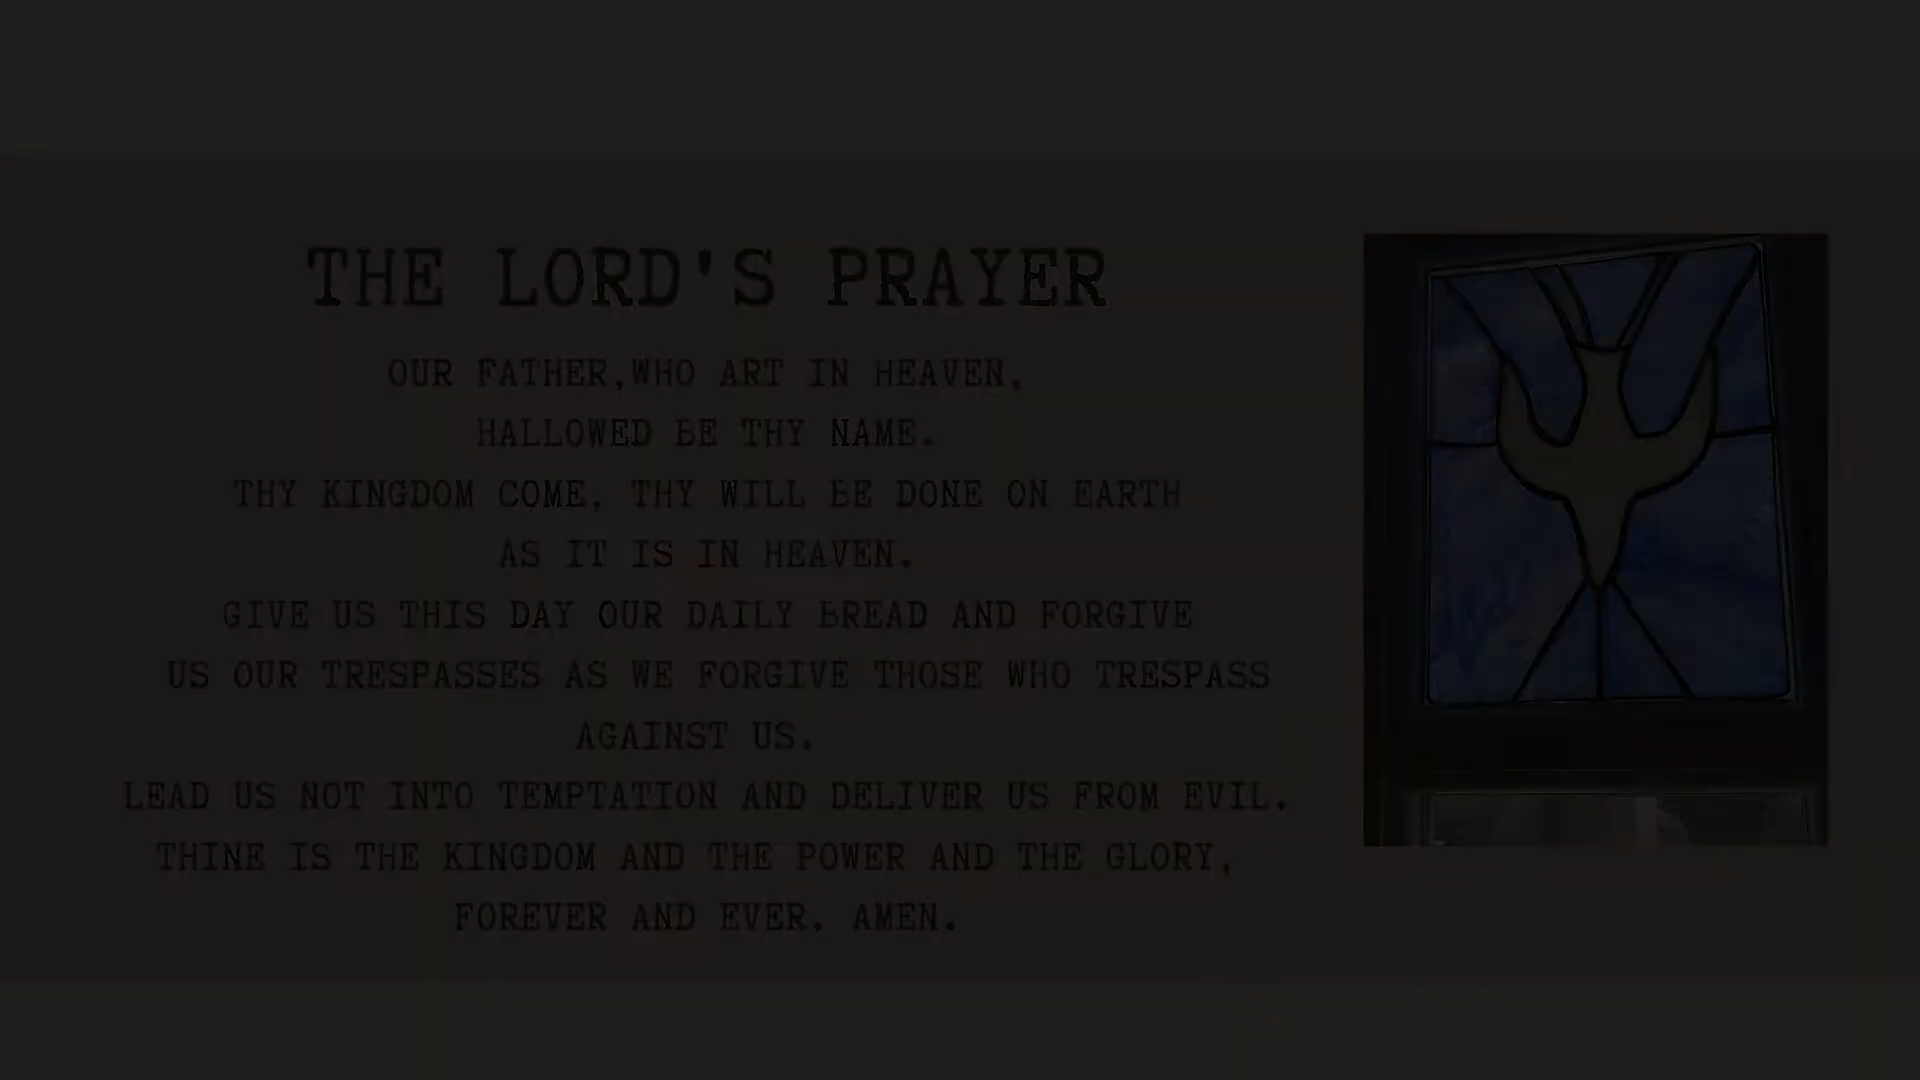 THE LORD'S PRAYER
OUR FATHER,WHO ART IN HEAVEN,
HALLOWED BE THY NAME.
THY KINGDOM COME, THY WILL BE DONE ON EARTH
AS IT IS IN HEAVEN.
GIVE US THIS DAY OUR DAILY BREAD AND FORGIVE
US OUR TRESPASSES AS WE FORGIVE THOSE WHO TRESPASS
AGAINST US.
LEAD US NOT INTO TEMPTATION AND DELIVER US FROM EVIL.
THINE IS THE KINGDOM AND THE POWER AND THE GLORY,
FOREVER AND EVER. AMEN.